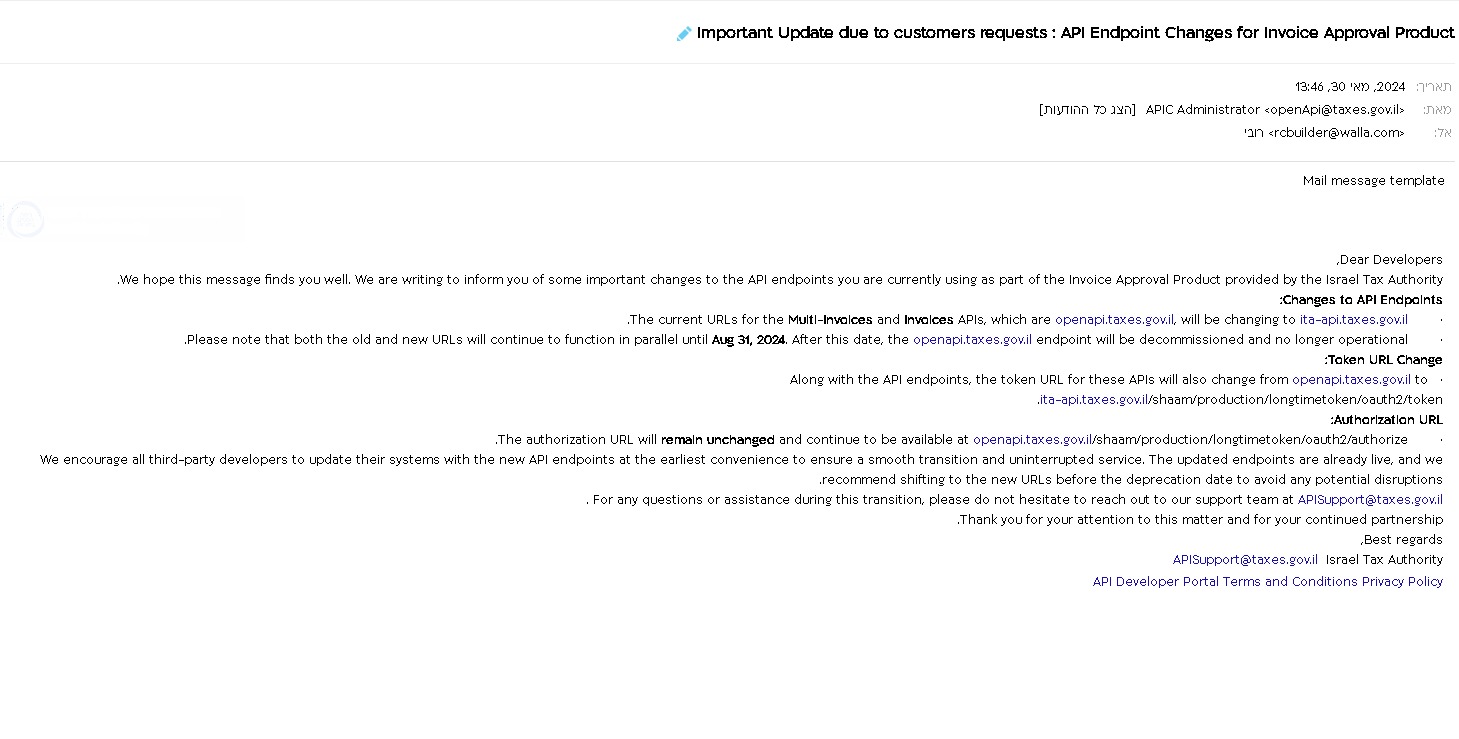 Important Update due to customers requests : API Endpoint Changes for Invoice Approval Product
תאריך: 2024, מאי 30, 13:46
מאת: APIC Administrator <openApi@taxes.gov.il> [הצג כל ההודעות]
אל: רובי <rcbuilder@walla.com>
Mail message template
Dear Developers,
We hope this message finds you well. We are writing to inform you of some important changes to the API endpoints you are currently using as part of the Invoice Approval Product provided by the Israel Tax Authority.
Changes to API Endpoints:
· The current URLs for the Multi-Invoices and Invoices APIs, which are openapi.taxes.gov.il, will be changing to ita-api.taxes.gov.il.
· Please note that both the old and new URLs will continue to function in parallel until Aug 31, 2024. After this date, the openapi.taxes.gov.il endpoint will be decommissioned and no longer operational.
Token URL Change:
· Along with the API endpoints, the token URL for these APIs will also change from openapi.taxes.gov.il to
ita-api.taxes.gov.il/shaam/production/longtimetoken/oauth2/token.
Authorization URL:
· The authorization URL will remain unchanged and continue to be available at openapi.taxes.gov.il/shaam/production/longtimetoken/oauth2/authorize.
We encourage all third-party developers to update their systems with the new API endpoints at the earliest convenience to ensure a smooth transition and uninterrupted service. The updated endpoints are already live, and we
recommend shifting to the new URLs before the deprecation date to avoid any potential disruptions.
For any questions or assistance during this transition, please do not hesitate to reach out to our support team at APISupport@taxes.gov.il .
Thank you for your attention to this matter and for your continued partnership.
Best regards,
APISupport@taxes.gov.il Israel Tax Authority
API Developer Portal Terms and Conditions Privacy Policy